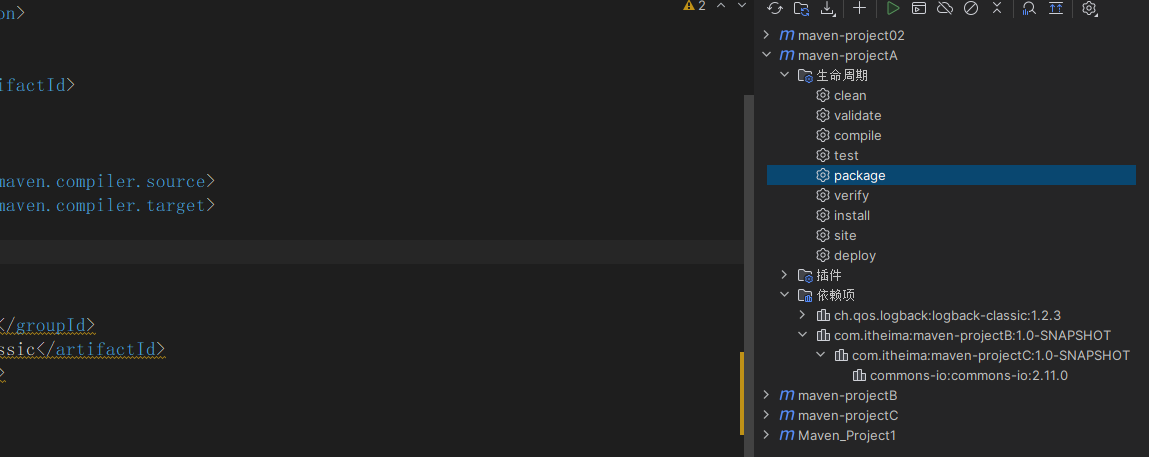 on>
2
ifactId>
maven.compiler.source>
maven.compiler.target>
</groupId>
ssic</artifactId>
>
maven-project02
maven-projectA
生命周期
clean
validate
compile
test
package
verify
install
site
deploy
插件
依赖项
ch.qos.logback:logback-classic:1.2.3
com.itheima:maven-projectB:1.0-SNAPSHOT
com.itheima:maven-projectC:1.0-SNAPSHOT
commons-io:commons-io:2.11.0
maven-projectB
maven-projectC
Maven_Project1